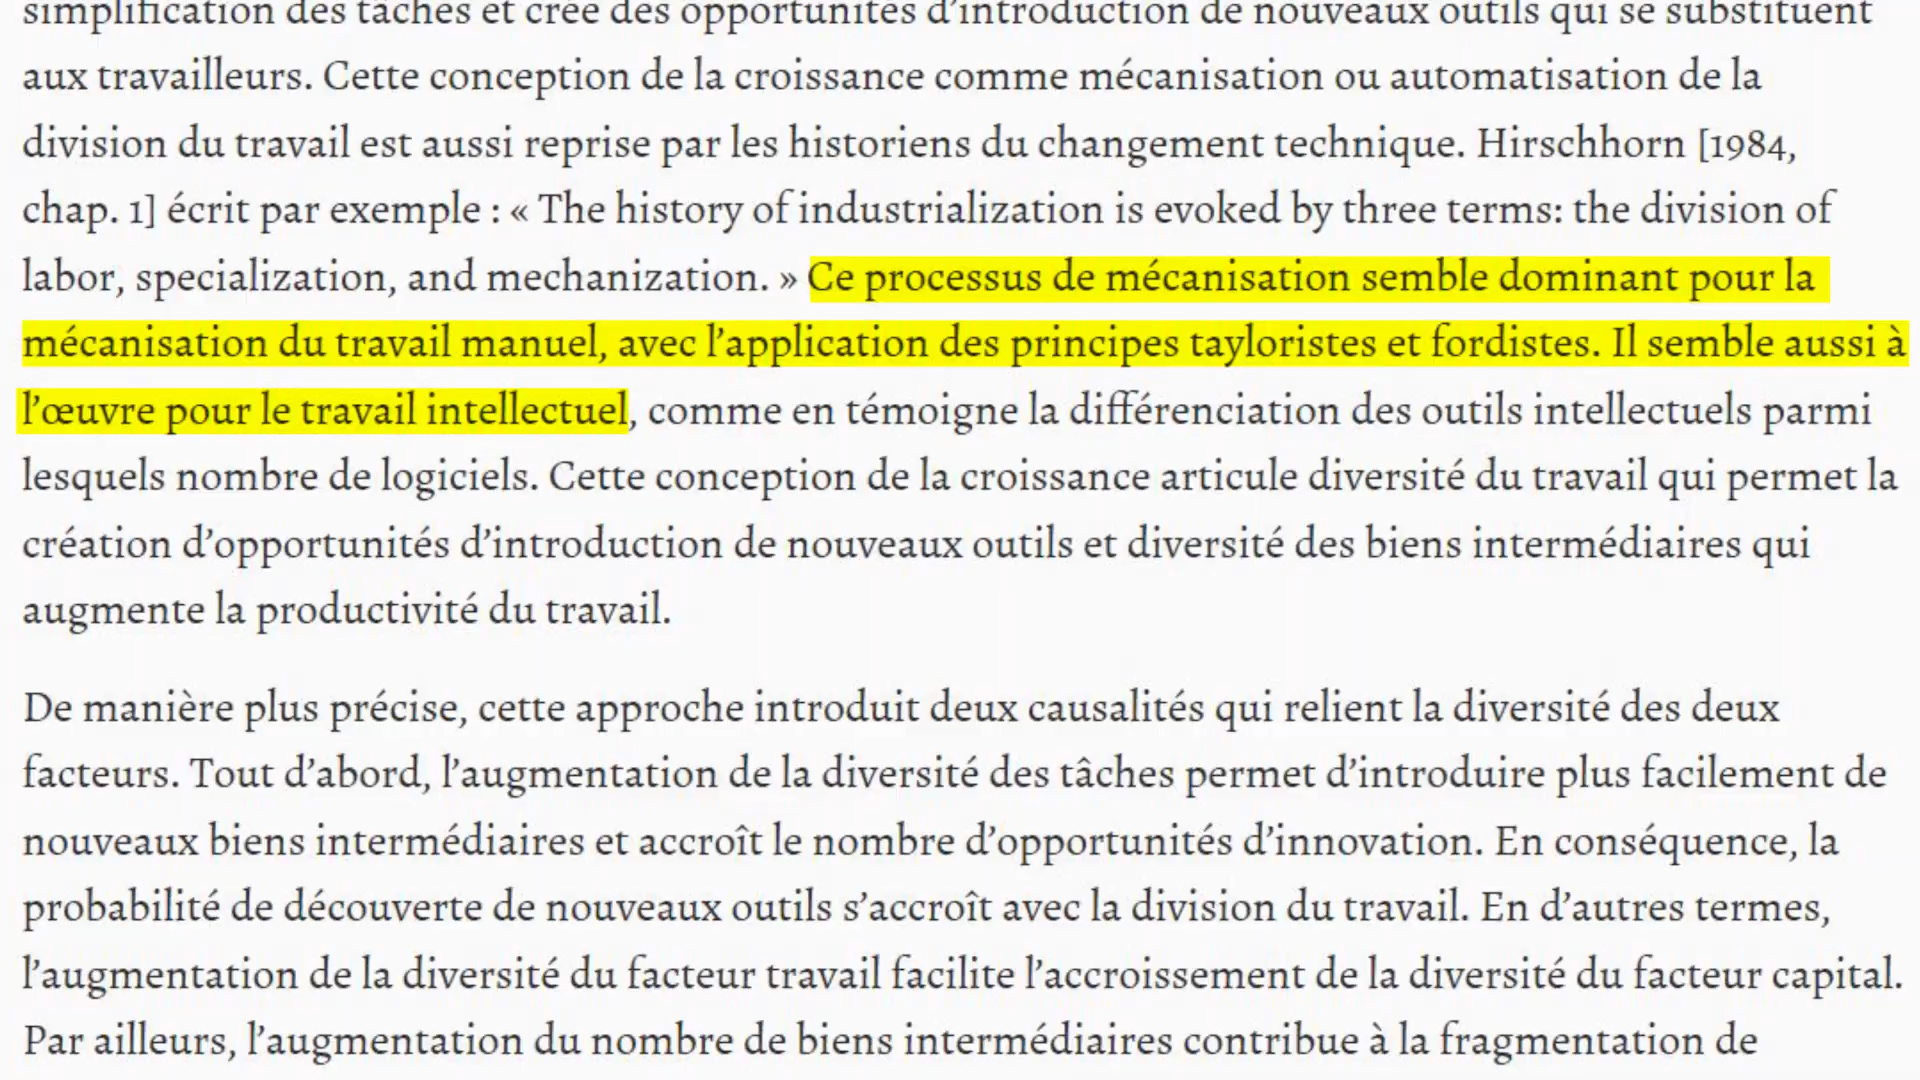 simplification des tâches et crée des opportunités d’introduction de nouveaux outils qui se substituent
aux travailleurs. Cette conception de la croissance comme mécanisation ou automatisation de la
division du travail est aussi reprise par les historiens du changement technique. Hirschhorn [1984,
chap. 1] écrit par exemple : « The history of industrialization is evoked by three terms: the division of
labor, specialization, and mechanization. » Ce processus de mécanisation semble dominant pour la
mécanisation du travail manuel, avec l’application des principes tayloristes et fordistes. Il semble aussi à
l’œuvre pour le travail intellectuel, comme en témoigne la différenciation des outils intellectuels parmi
lesquels nombre de logiciels. Cette conception de la croissance articule diversité du travail qui permet la
création d’opportunités d’introduction de nouveaux outils et diversité des biens intermédiaires qui
augmente la productivité du travail.
De manière plus précise, cette approche introduit deux causalités qui relient la diversité des deux
facteurs. Tout d’abord, l’augmentation de la diversité des tâches permet d’introduire plus facilement de
nouveaux biens intermédiaires et accroît le nombre d’opportunités d’innovation. En conséquence, la
probabilité de découverte de nouveaux outils s’accroît avec la division du travail. En d’autres termes,
l’augmentation de la diversité du facteur travail facilite l’accroissement de la diversité du facteur capital.
Par ailleurs, l’augmentation du nombre de biens intermédiaires contribue à la fragmentation de